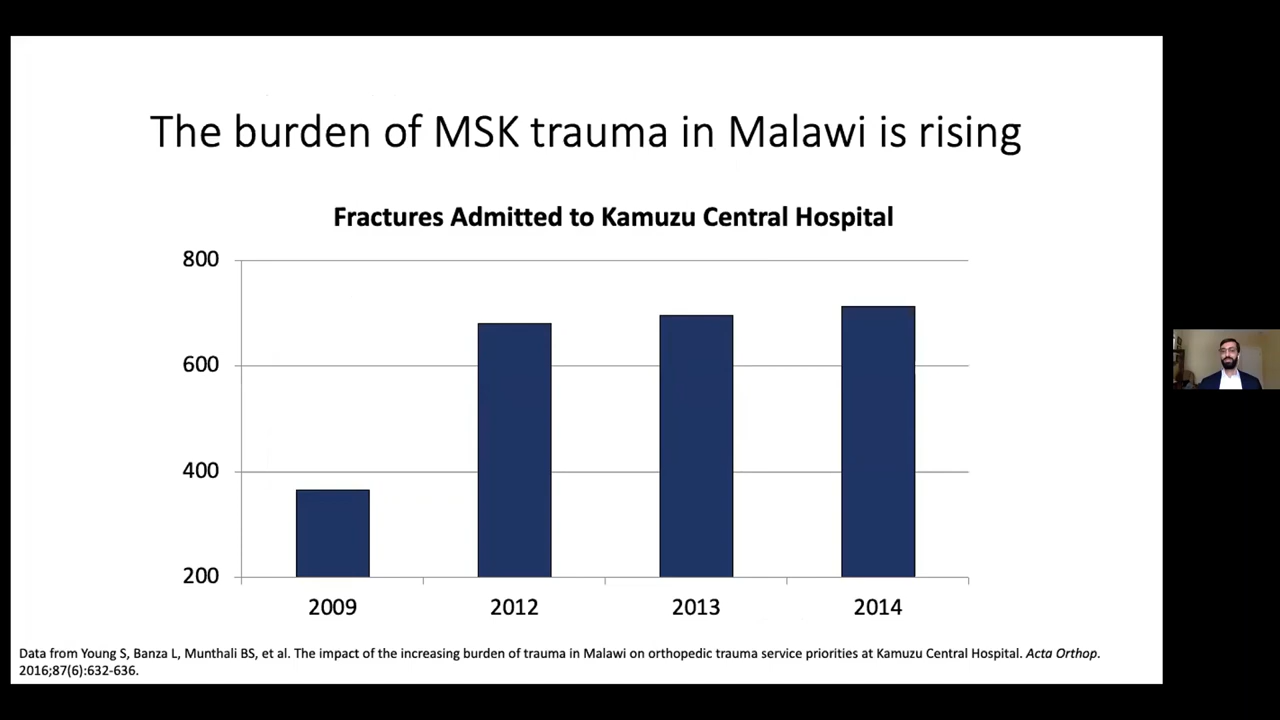 The burden of MSK trauma in Malawi is rising
Fractures Admitted to Kamuzu Central Hospital
800
600
400
200
2009 2012 2013 2014
Data from Young S, Banza L, Munthali BS, et al. The impact of the increasing burden of trauma in Malawi on orthopedic trauma service priorities at Kamuzu Central Hospital. Acta Orthop.
2016;87(6):632-636.